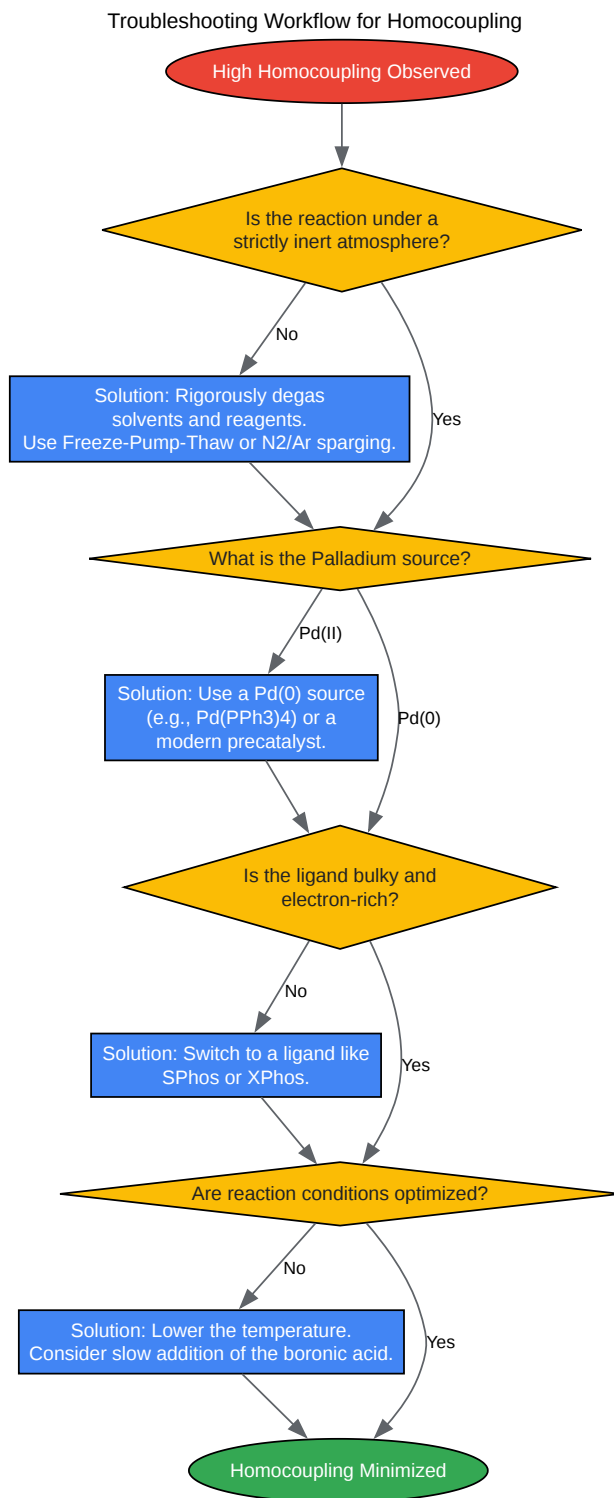 Troubleshooting Workflow for Homocoupling
High Homocoupling Observed
Is the reaction under a
strictly inert atmosphere?
No
Yes
Solution: Rigorously degas
solvents and reagents.
Use Freeze-Pump-Thaw or N2/Ar sparging.
What is the Palladium source?
Pd(II)
Pd(0)
Solution: Use a Pd(0) source
(e.g., Pd(PPh3)4) or a
modern precatalyst.
Is the ligand bulky and
electron-rich?
No
Yes
Solution: Switch to a ligand like
SPhos or XPhos.
Are reaction conditions optimized?
No
Yes
Solution: Lower the temperature.
Consider slow addition of the boronic acid.
Homocoupling Minimized